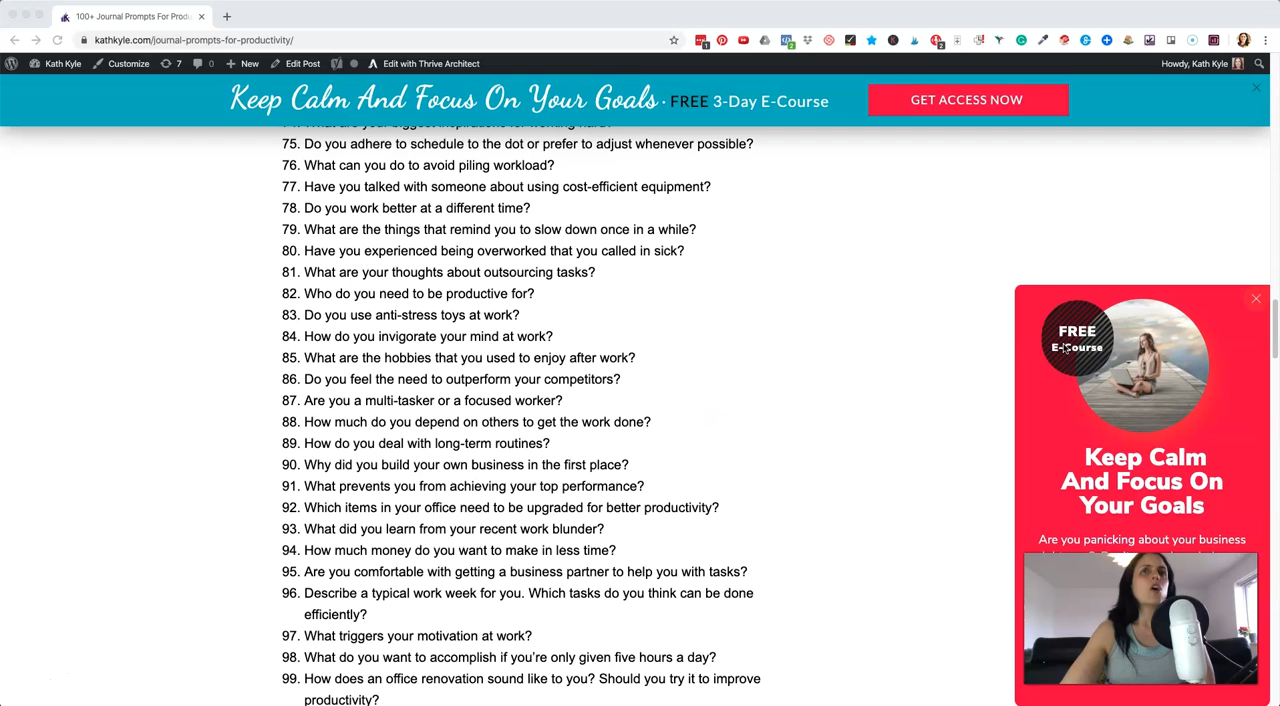 100+ Journal Prompts For Produ
kathkyle.com/journal-prompts-for-productivity/
Kath Kyle
Customize
7
0
New
Edit Post
Edit with Thrive Architect
Howdy, Kath Kyle
Keep Calm And Focus On Your Goals · FREE 3-Day E-Course
GET ACCESS NOW
75. Do you adhere to schedule to the dot or prefer to adjust whenever possible?
76. What can you do to avoid piling workload?
77. Have you talked with someone about using cost-efficient equipment?
78. Do you work better at a different time?
79. What are the things that remind you to slow down once in a while?
80. Have you experienced being overworked that you called in sick?
81. What are your thoughts about outsourcing tasks?
82. Who do you need to be productive for?
83. Do you use anti-stress toys at work?
84. How do you invigorate your mind at work?
85. What are the hobbies that you used to enjoy after work?
86. Do you feel the need to outperform your competitors?
87. Are you a multi-tasker or a focused worker?
88. How much do you depend on others to get the work done?
89. How do you deal with long-term routines?
90. Why did you build your own business in the first place?
91. What prevents you from achieving your top performance?
92. Which items in your office need to be upgraded for better productivity?
93. What did you learn from your recent work blunder?
94. How much money do you want to make in less time?
95. Are you comfortable with getting a business partner to help you with tasks?
96. Describe a typical work week for you. Which tasks do you think can be done
efficiently?
97. What triggers your motivation at work?
98. What do you want to accomplish if you're only given five hours a day?
99. How does an office renovation sound like to you? Should you try it to improve
productivity?
FREE
E-Course
Keep Calm
And Focus On
Your Goals
Are you panicking about your business